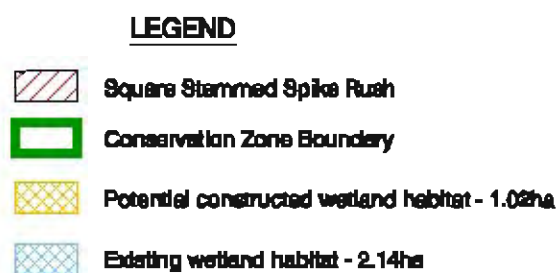 LEGEND
Square Stemmed Spike Rush
Conservation Zone Boundary
Potential constructed wetland habitat - 1.02ha
Existing wetland habitat - 2.14ha